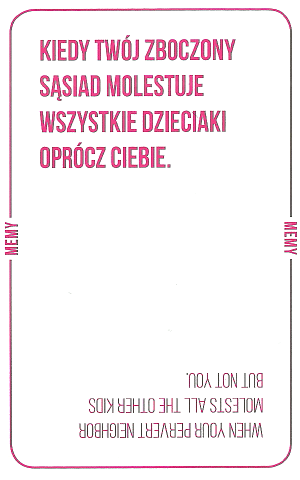 KIEDY TWÓJ ZBOCZONY
SĄSIAD MOLESTUJE
WSZYSTKIE DZIECIAKI
OPRÓCZ CIEBIE.
MEMY
MEMY
WHEN YOUR PERVERT NEIGHBOR
MOLESTS ALL THE OTHER KIDS
BUT NOT YOU.